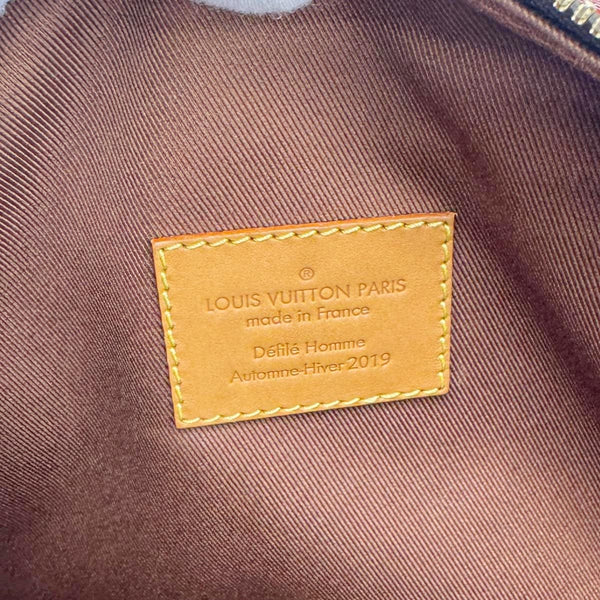 ®
LOUIS VUITTON PARIS
made in France
Défilé Homme
Automne-Hiver 2019